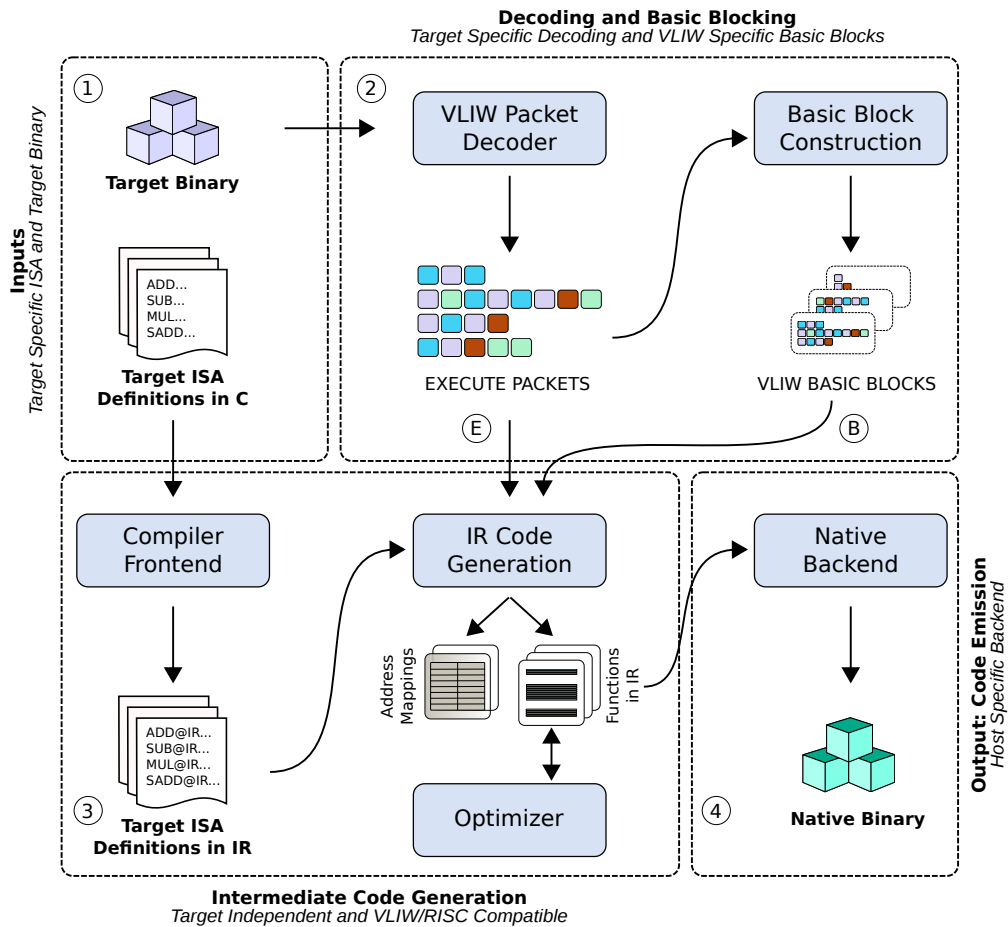 Decoding and Basic Blocking
Target Specific Decoding and VLIW Specific Basic Blocks
Inputs
Target Specific ISA and Target Binary
1
Target Binary
ADD...
SUB...
MUL...
SADD...
Target ISA
Definitions in C
2
VLIW Packet
Decoder
Basic Block
Construction
EXECUTE PACKETS
VLIW BASIC BLOCKS
E
B
Compiler
Frontend
IR Code
Generation
Native
Backend
Address
Mappings
Functions
in IR
ADD@IR...
SUB@IR...
MUL@IR...
SADD@IR...
3
Target ISA
Definitions in IR
Optimizer
4
Native Binary
Output: Code Emission
Host Specific Backend
Intermediate Code Generation
Target Independent and VLIW/RISC Compatible